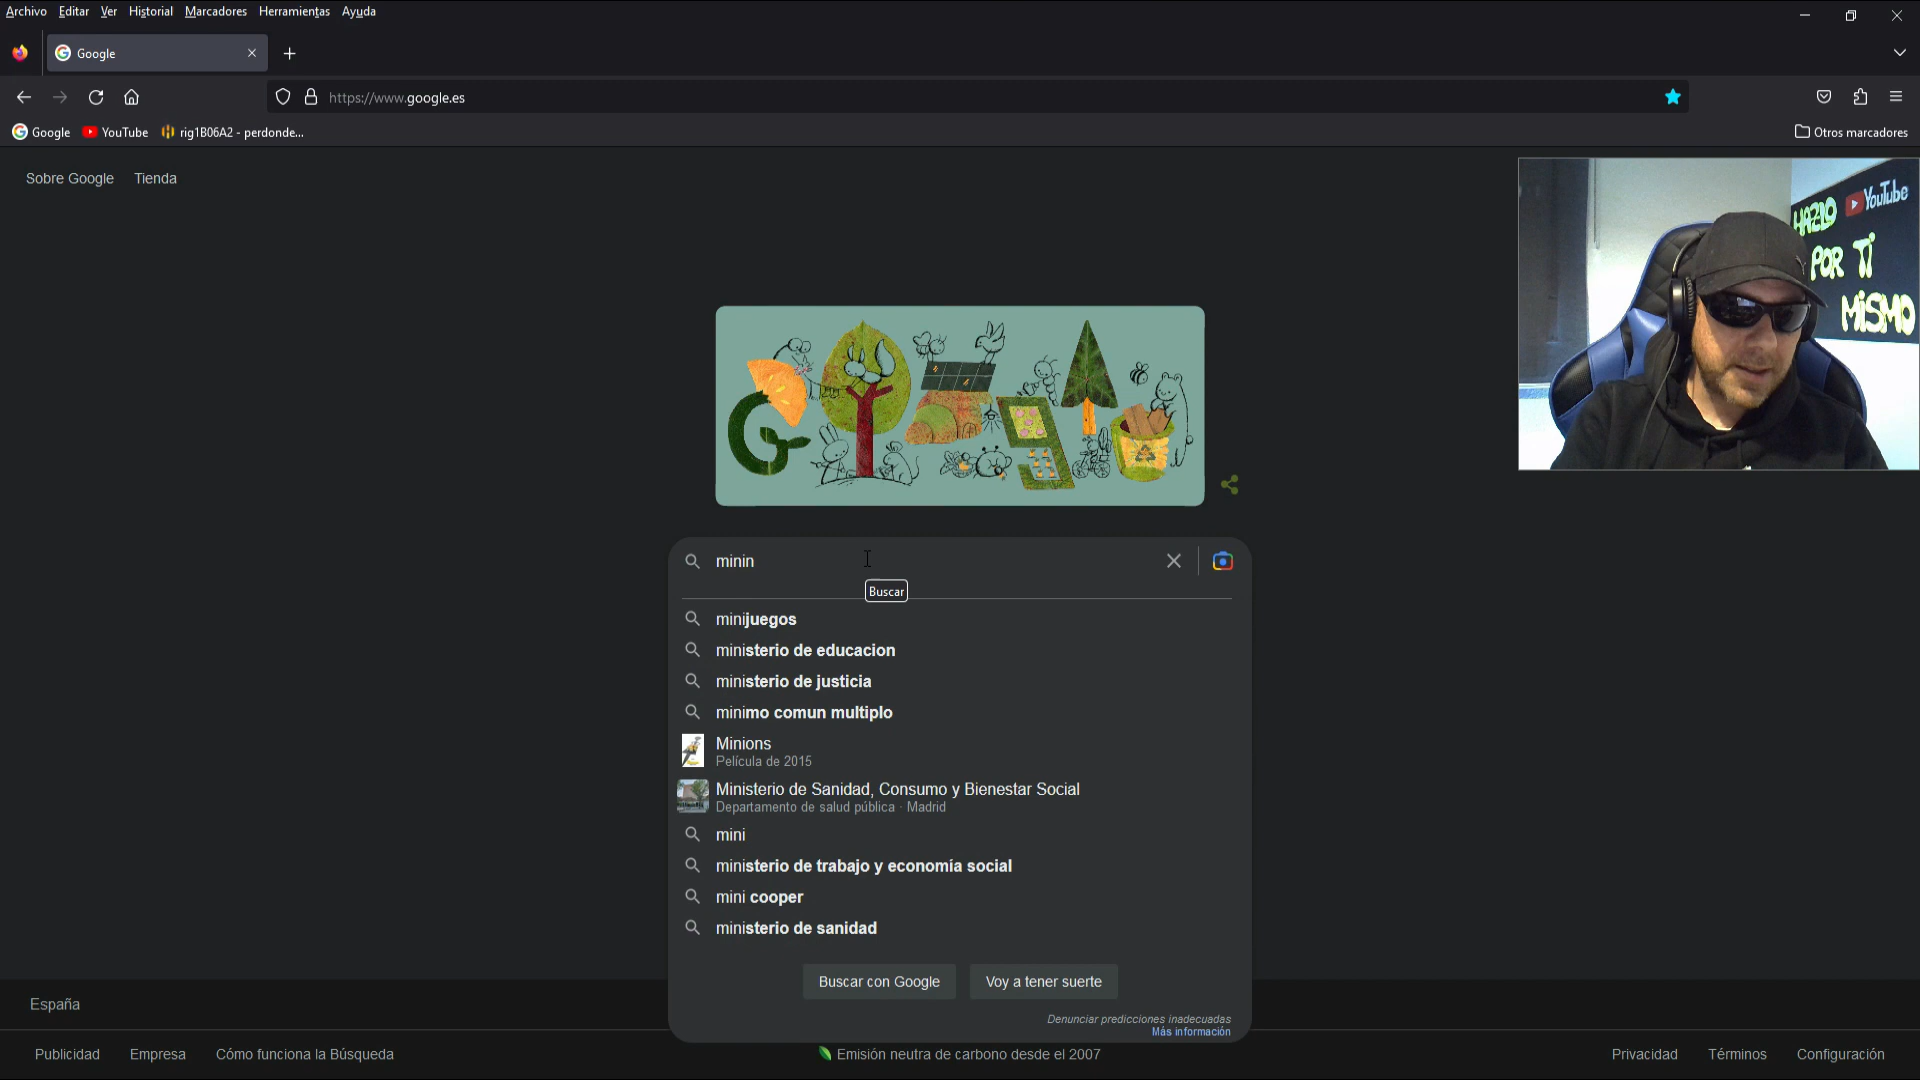 Archivo Editar Ver Historial Marcadores Herramientas Ayuda
Google
https://www.google.es
Google YouTube rig1B06A2 - perdonde... Otros marcadores
Sobre Google Tienda
YouTube
HAZLO
POR TI
MISMO
minin
Buscar
minijuegos
ministerio de educacion
ministerio de justicia
minimo comun multiplo
Minions
Película de 2015
Ministerio de Sanidad, Consumo y Bienestar Social
Departamento de salud pública · Madrid
mini
ministerio de trabajo y economía social
mini cooper
ministerio de sanidad
Buscar con Google Voy a tener suerte
Denunciar predicciones inadecuadas
Más información
España
Publicidad Empresa Cómo funciona la Búsqueda Emisión neutra de carbono desde el 2007 Privacidad Términos Configuración